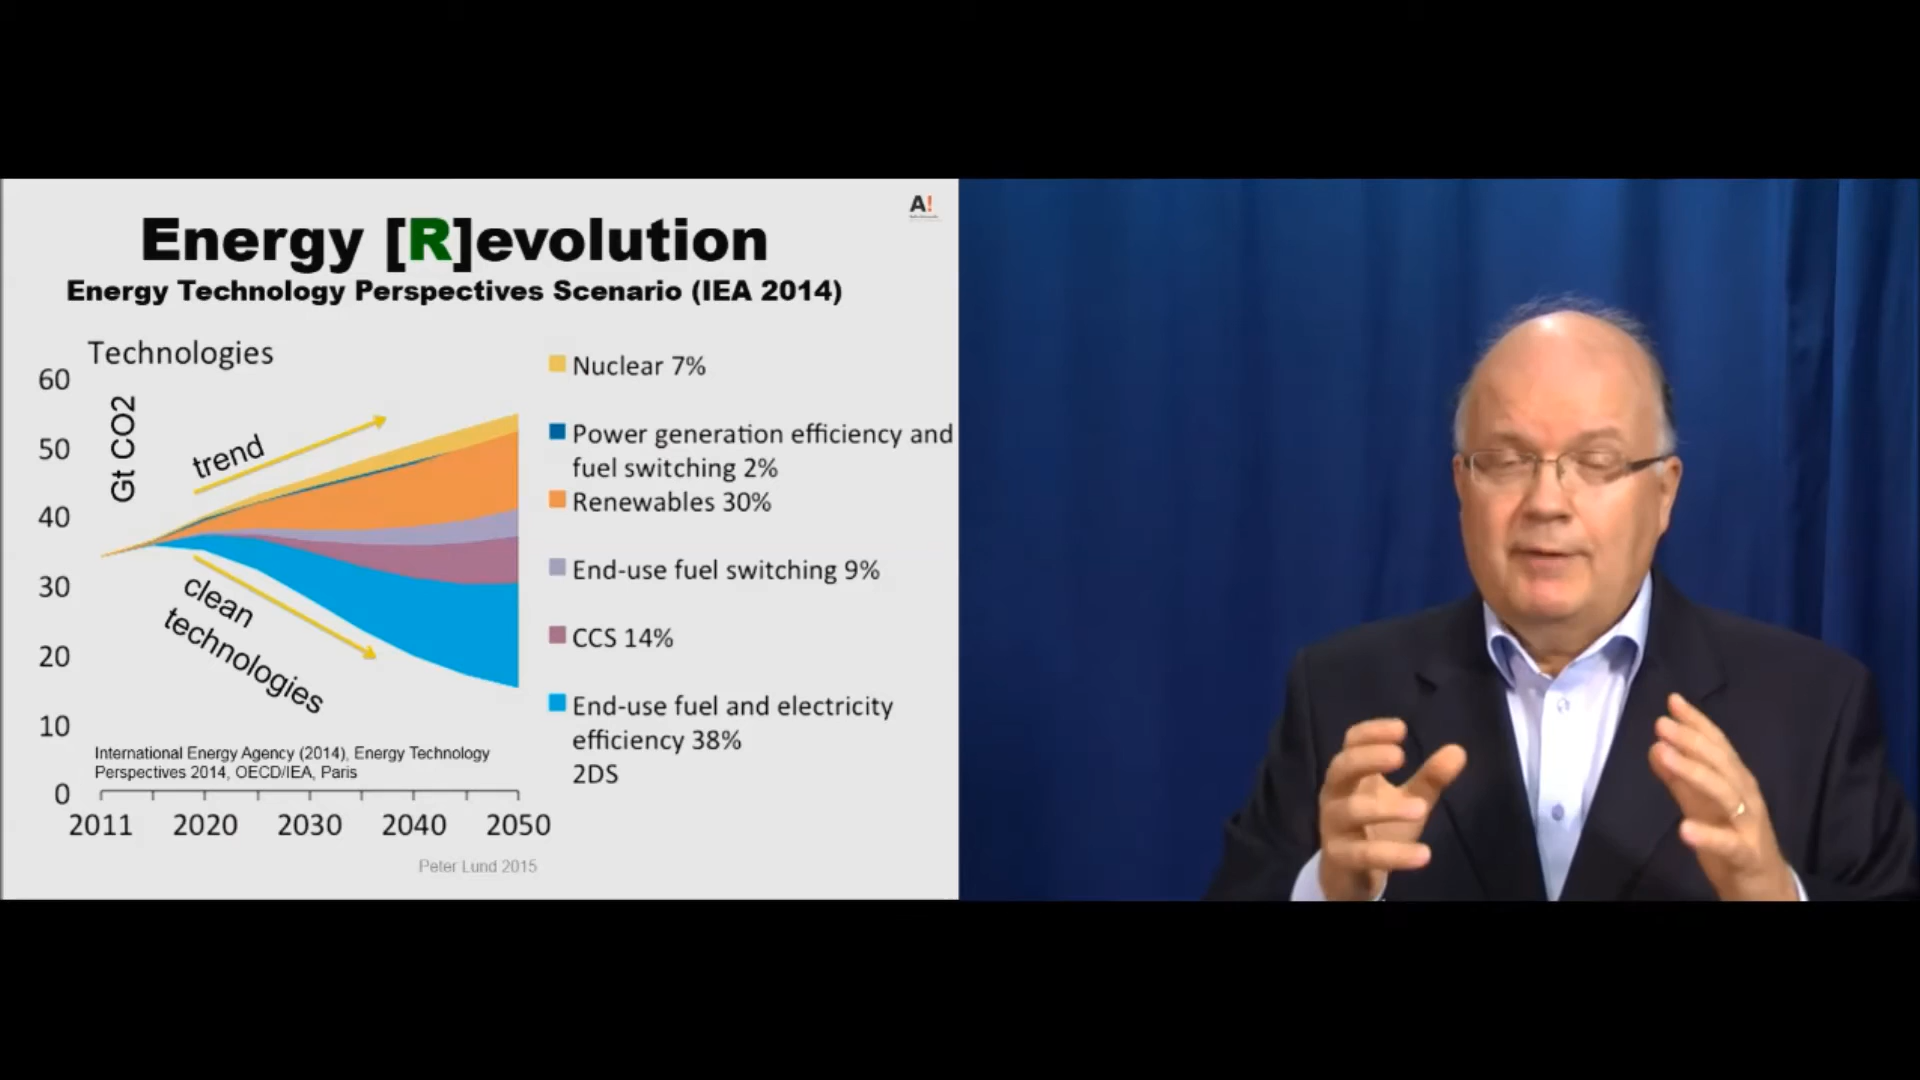 A!
Energy [R]evolution
Energy Technology Perspectives Scenario (IEA 2014)
Technologies
Gt CO2
60
50
40
30
20
10
0
trend
clean
technologies
International Energy Agency (2014), Energy Technology
Perspectives 2014, OECD/IEA, Paris
2011 2020 2030 2040 2050
Nuclear 7%
Power generation efficiency and
fuel switching 2%
Renewables 30%
End-use fuel switching 9%
CCS 14%
End-use fuel and electricity
efficiency 38%
2DS
Peter Lund 2015